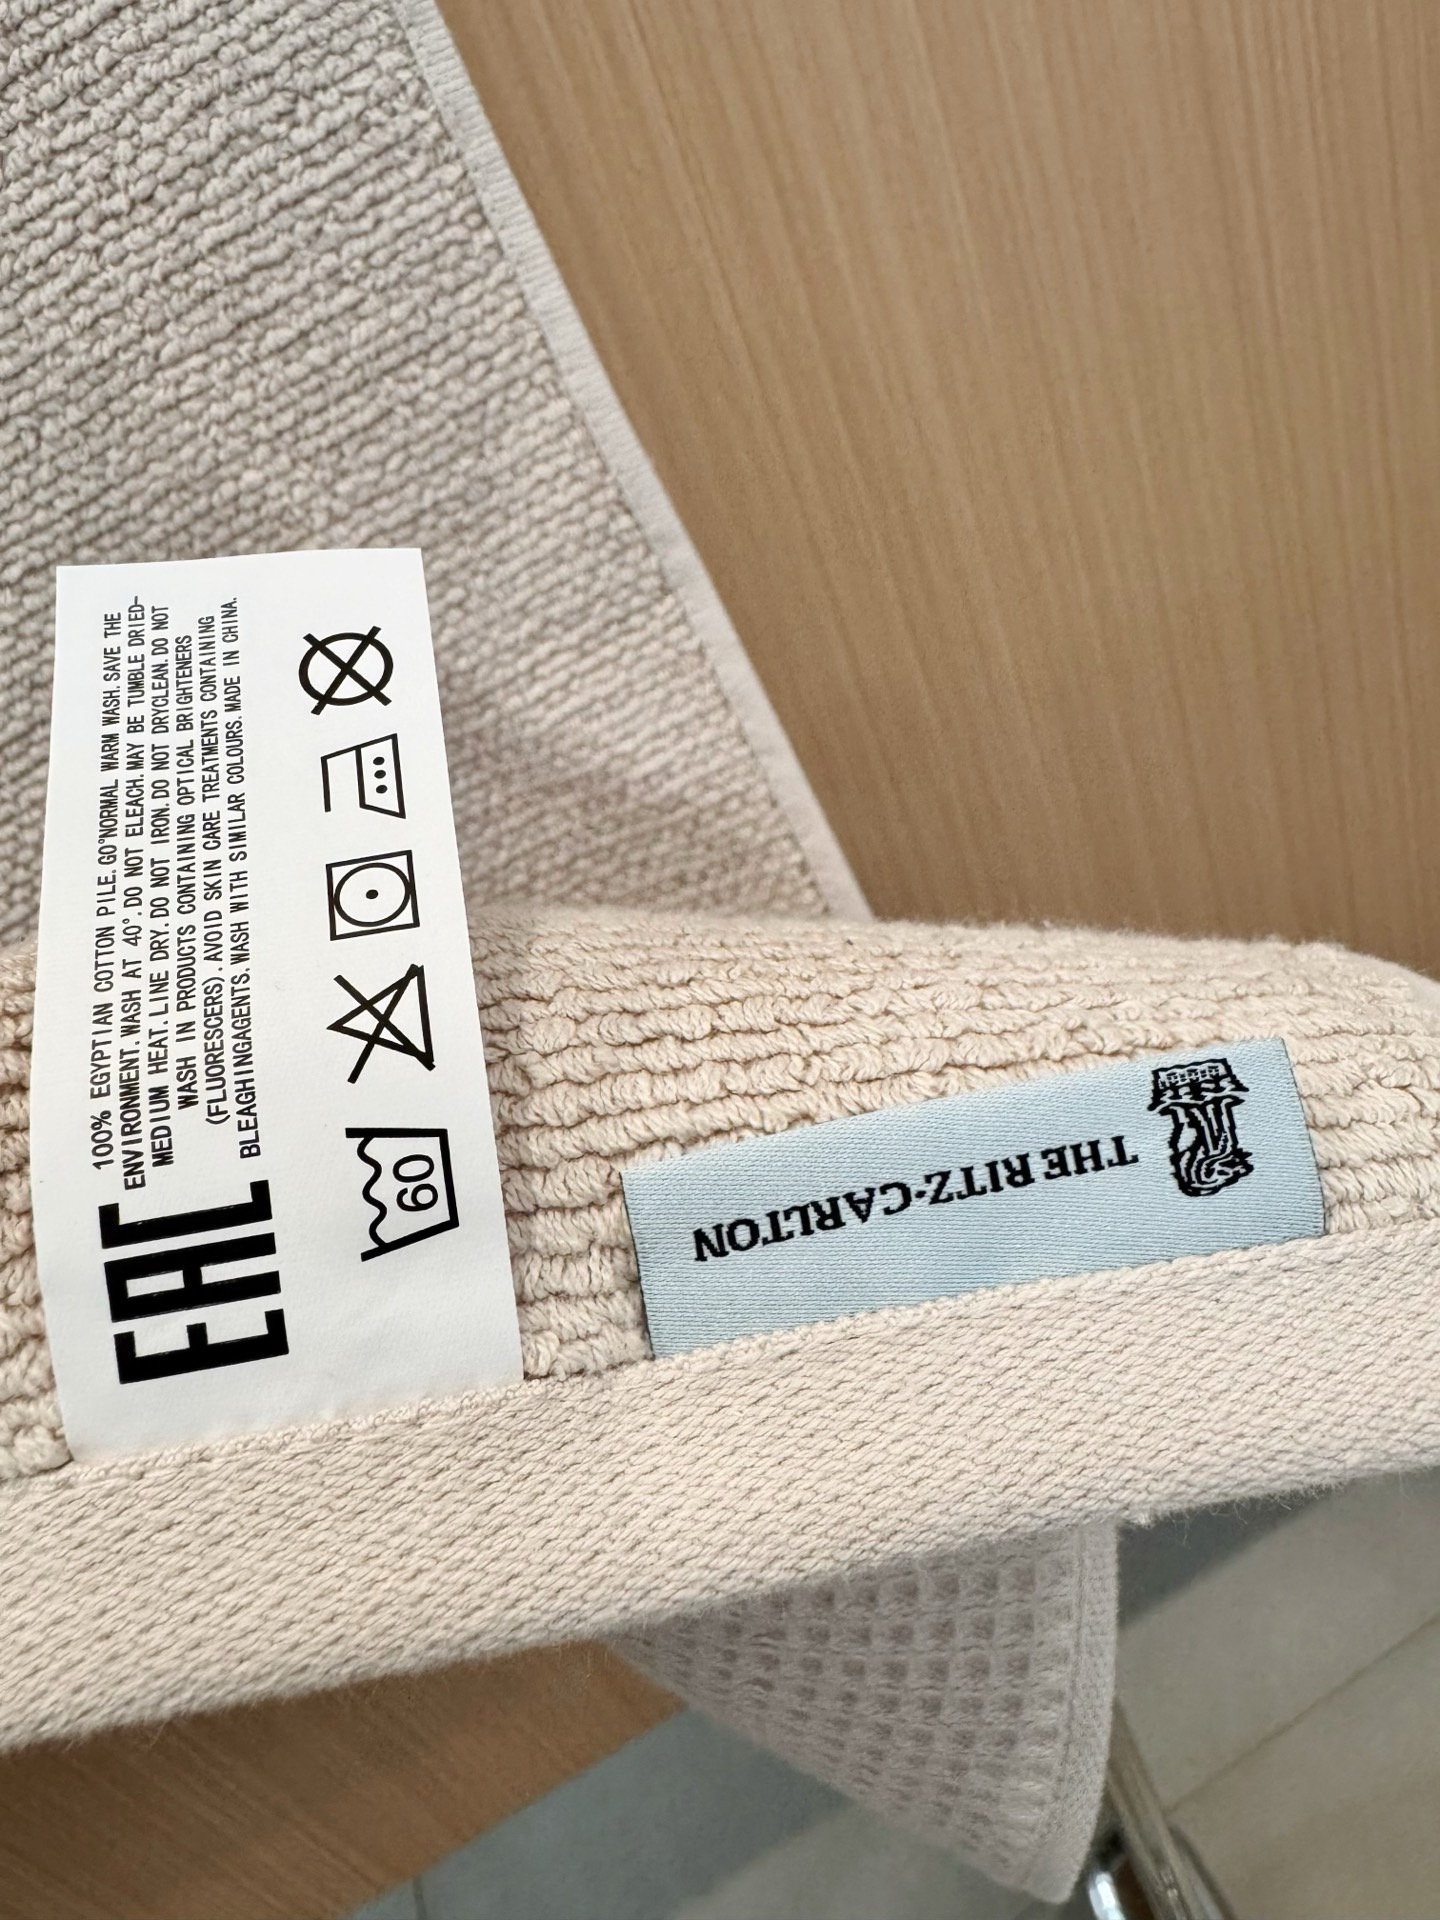 100% EGYPTIAN COTTON PILE. GO°NORMAL WARM WASH. SAVE THE
ENVIRONMENT. WASH AT 40°. DO NOT ELEACH. MAY BE TUMBLE DRIED-
MEDIUM HEAT. LINE DRY. DO NOT IRON. DO NOT DRYCLEAN. DO NOT
WASH IN PRODUCTS CONTAINING OPTICAL BRIGHTENERS
(FLUORESCERS). AVOID SKIN CARE TREATMENTS CONTAINING
BLEAGHINGAGENTS. WASH WITH SIMILAR COLOURS. MADE IN CHINA.
EAC
60
THE RITZ·CARLTON